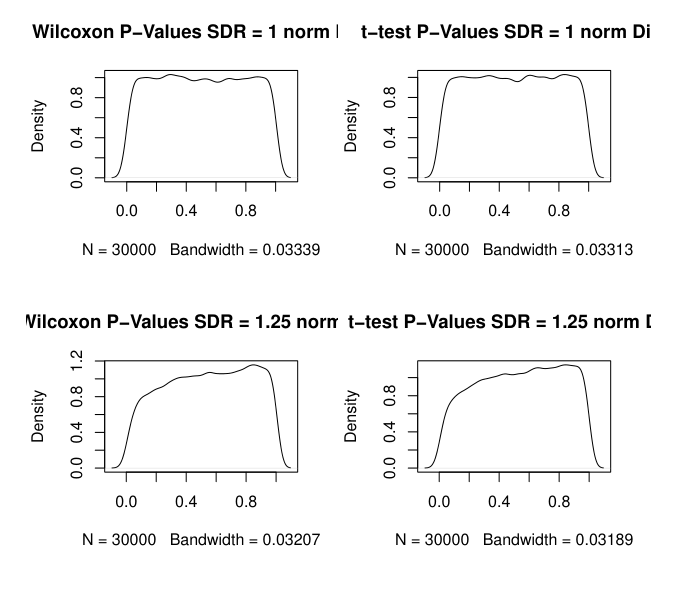 Wilcoxon P−Values SDR = 1 norm
Density
0.0 0.4 0.8
0.0 0.4 0.8
N = 30000 Bandwidth = 0.03339
t−test P−Values SDR = 1 norm Di
Density
0.0 0.4 0.8
0.0 0.4 0.8
N = 30000 Bandwidth = 0.03313
Wilcoxon P−Values SDR = 1.25 norm
Density
0.0 0.4 0.8 1.2
0.0 0.4 0.8
N = 30000 Bandwidth = 0.03207
t−test P−Values SDR = 1.25 norm
Density
0.0 0.4 0.8
0.0 0.4 0.8
N = 30000 Bandwidth = 0.03189